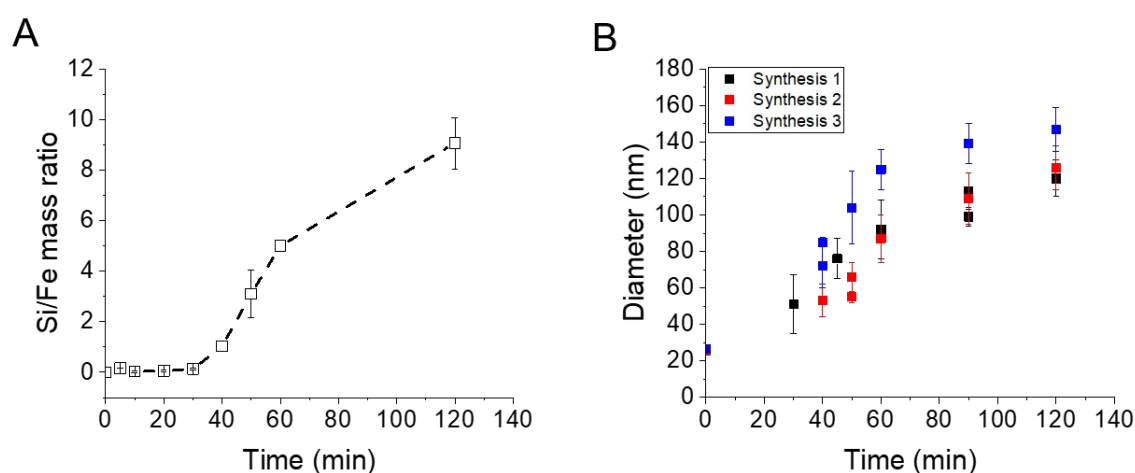 A
Si/Fe mass ratio
12
10
8
6
4
2
0
0 20 40 60 80 100 120 140
Time (min)
B
Diameter (nm)
180
160
140
120
100
80
60
40
20
0
Synthesis 1
Synthesis 2
Synthesis 3
0 20 40 60 80 100 120 140
Time (min)